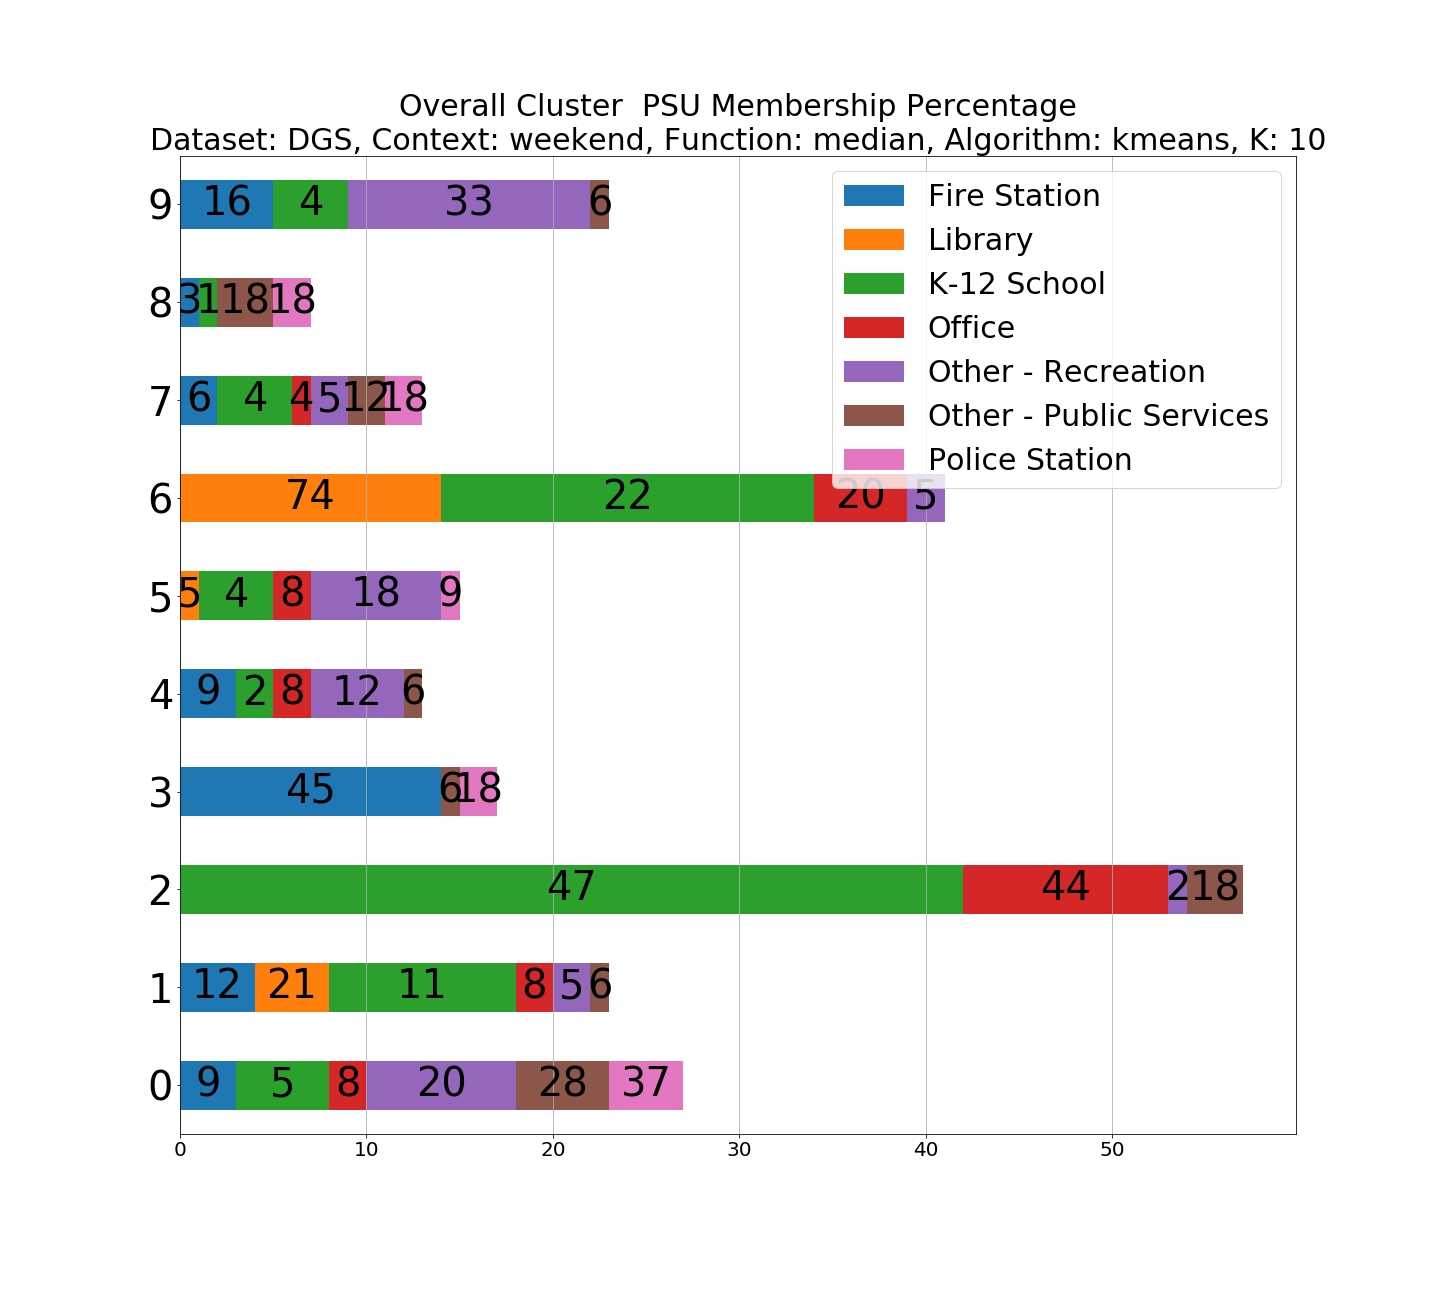 Overall Cluster  PSU Membership Percentage
Dataset: DGS, Context: weekend, Function: median, Algorithm: kmeans, K: 10
Fire Station
Library
K-12 School
Office
Other - Recreation
Other - Public Services
Police Station
9 16 4 33 6
8 3 1 18 18
7 6 4 4 5 12 18
6 74 22 20 5
5 5 4 8 18 9
4 9 2 8 12 6
3 45 6 18
2 47 44 2 18
1 12 21 11 8 5 6
0 9 5 8 20 28 37
0 10 20 30 40 50